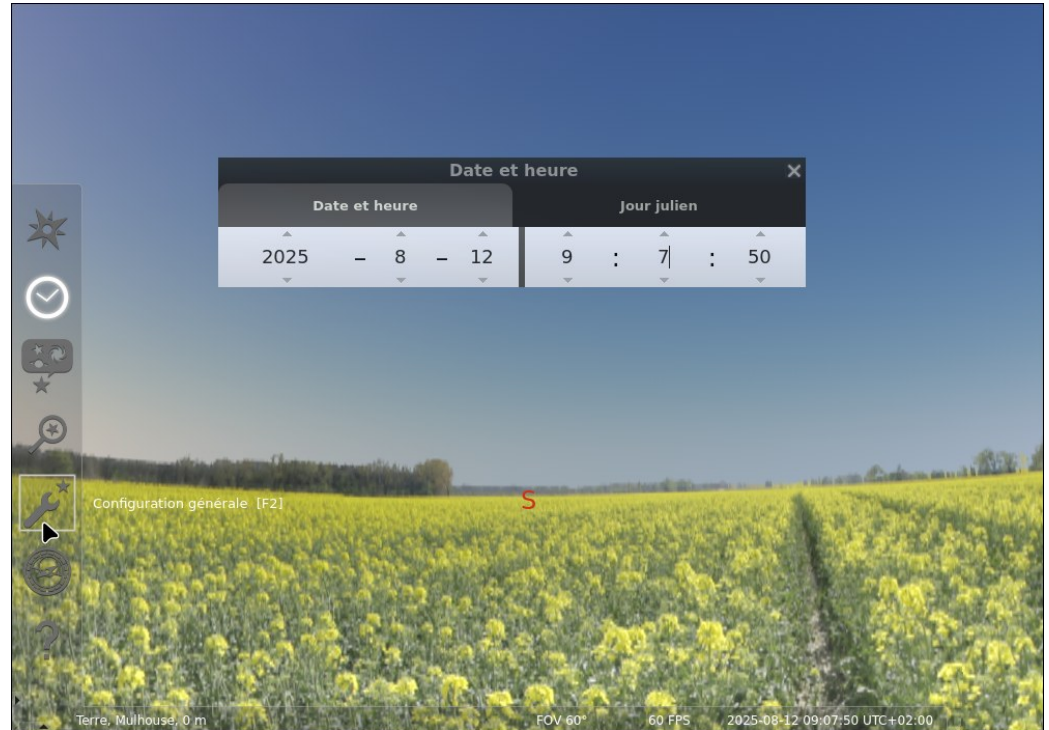 Date et heure
Date et heure Jour julien
2025 – 8 – 12 9 : 7 : 50
Configuration générale [F2]
S
Terre, Mulhouse, 0 m FOV 60° 60 FPS 2025-08-12 09:07:50 UTC+02:00